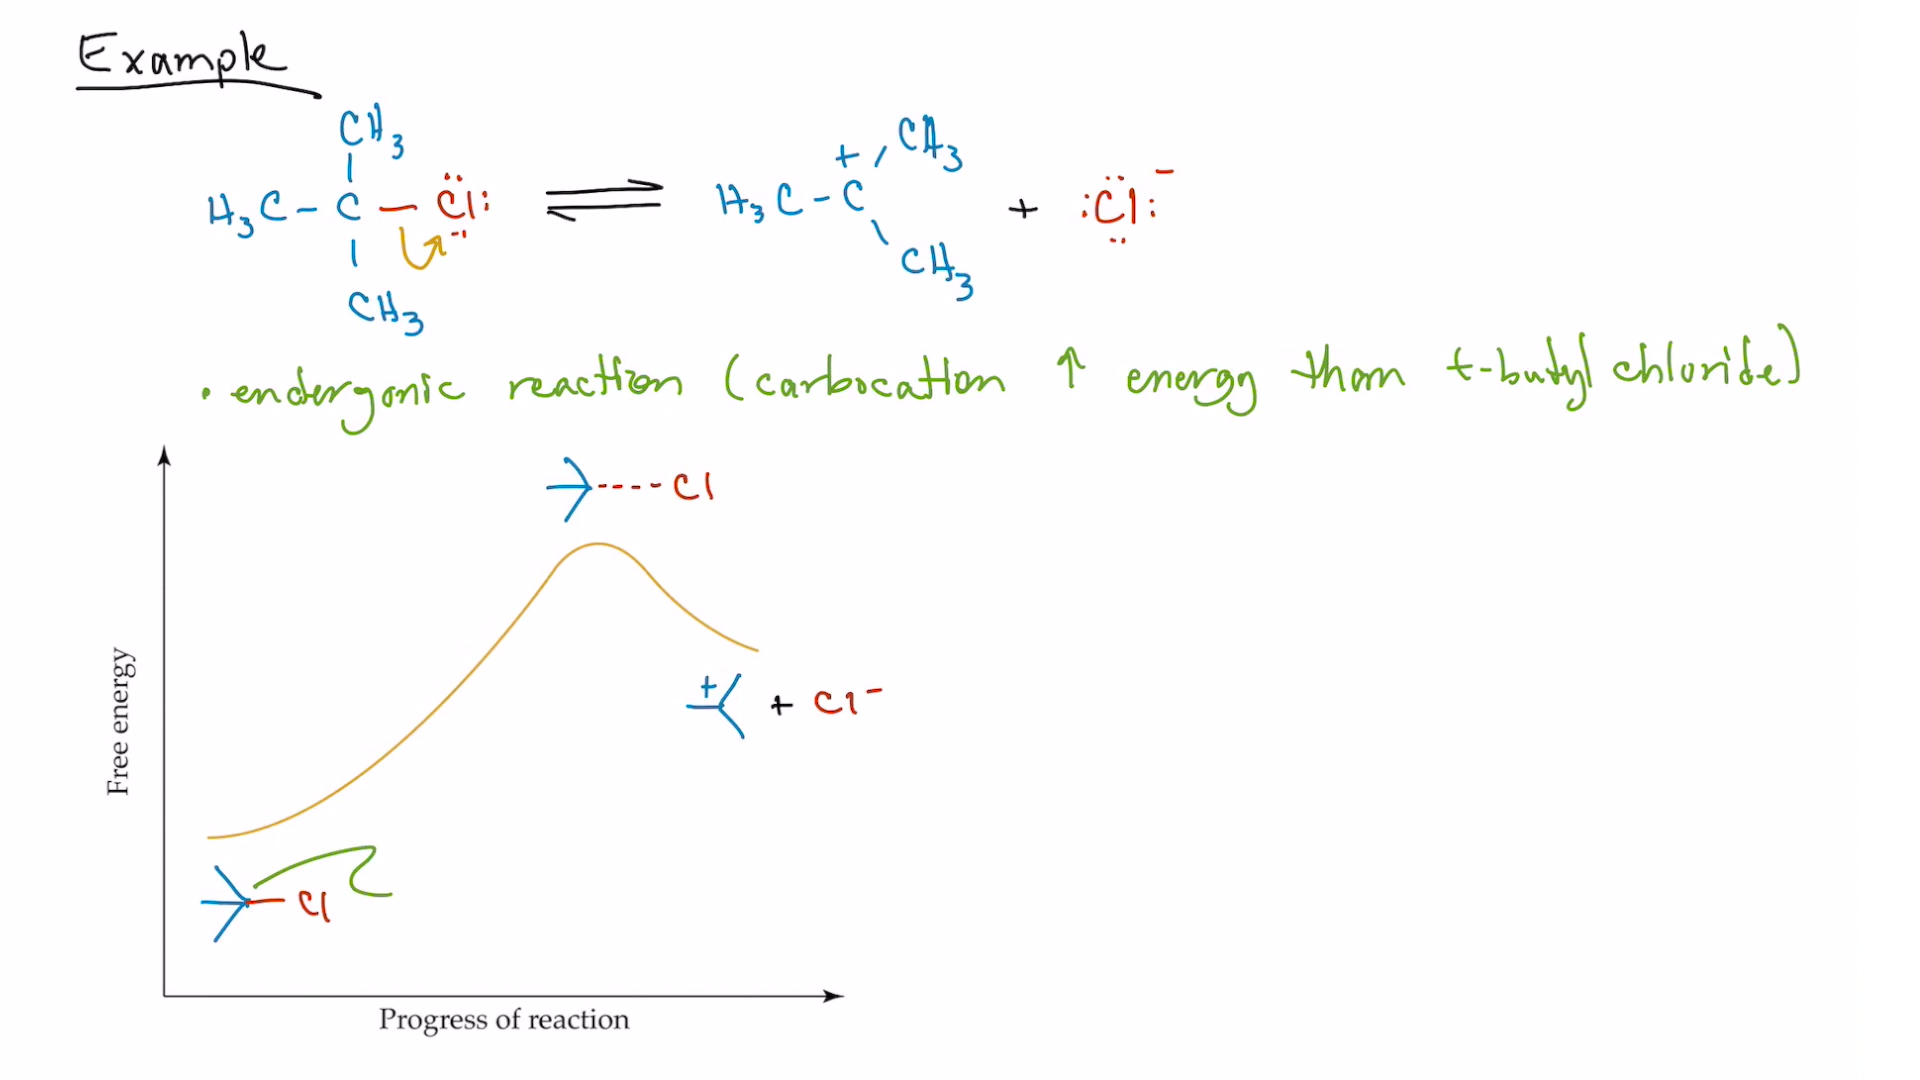 Example
CH3
H3C - C - Cl ⇌ H3C - C + CH3 + Cl -
CH3 CH3
• endergonic reaction (carbocation ↑ energy than t-butyl chloride)
Cl
Free energy
+ + Cl -
Cl
Progress of reaction